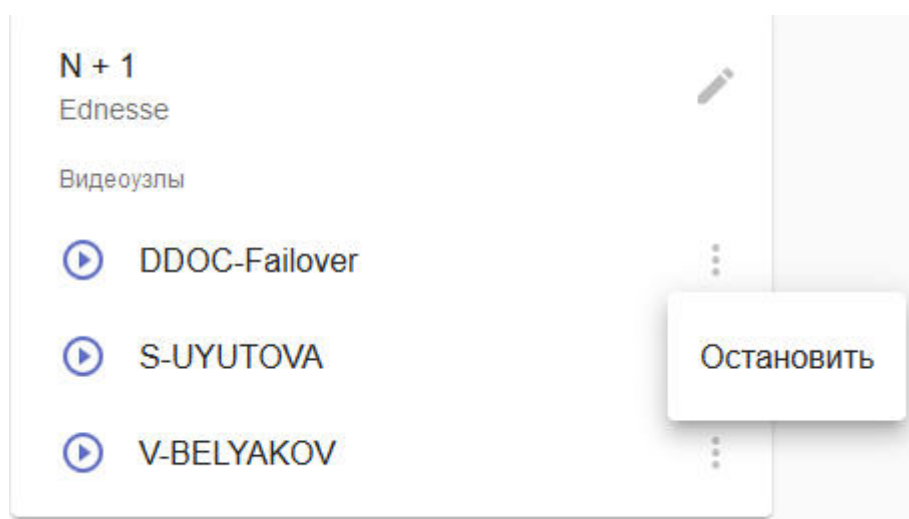 N + 1
Ednesse
Видеоузлы
DDOC-Failover
S-UYUTOVA
Остановить
V-BELYAKOV